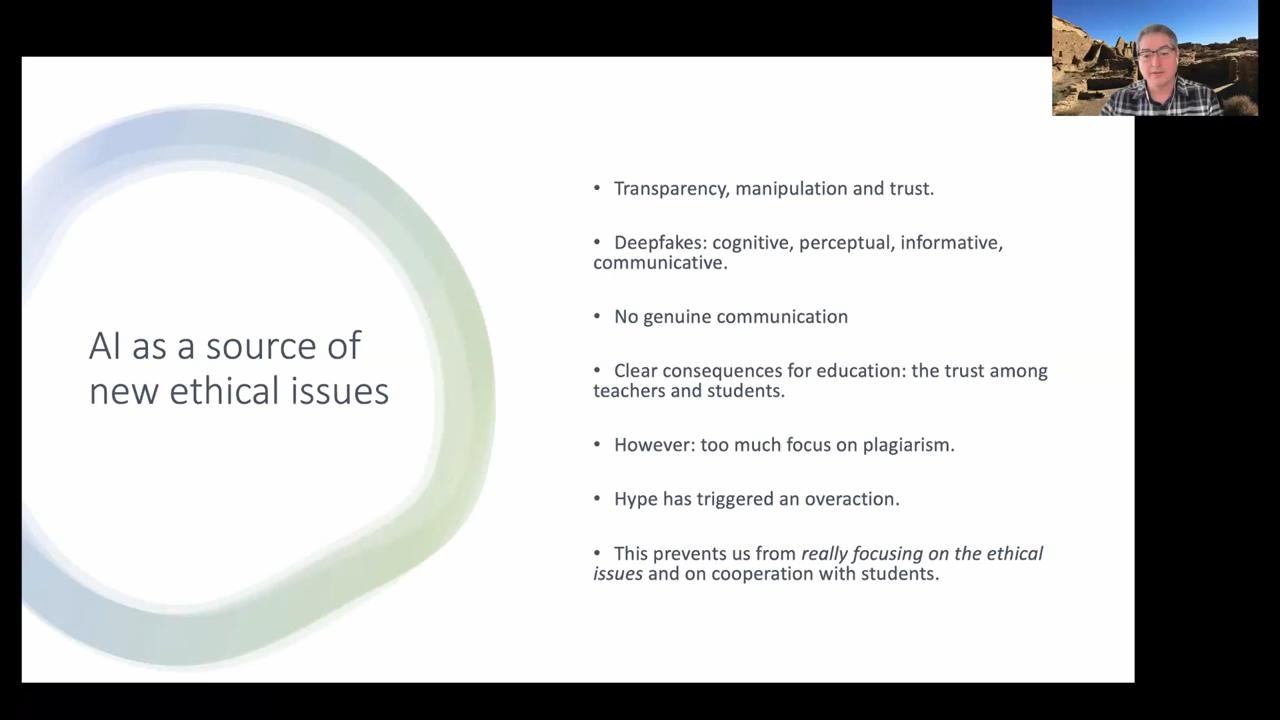 AI as a source of
new ethical issues
• Transparency, manipulation and trust.
• Deepfakes: cognitive, perceptual, informative,
communicative.
• No genuine communication
• Clear consequences for education: the trust among
teachers and students.
• However: too much focus on plagiarism.
• Hype has triggered an overaction.
• This prevents us from really focusing on the ethical
issues and on cooperation with students.